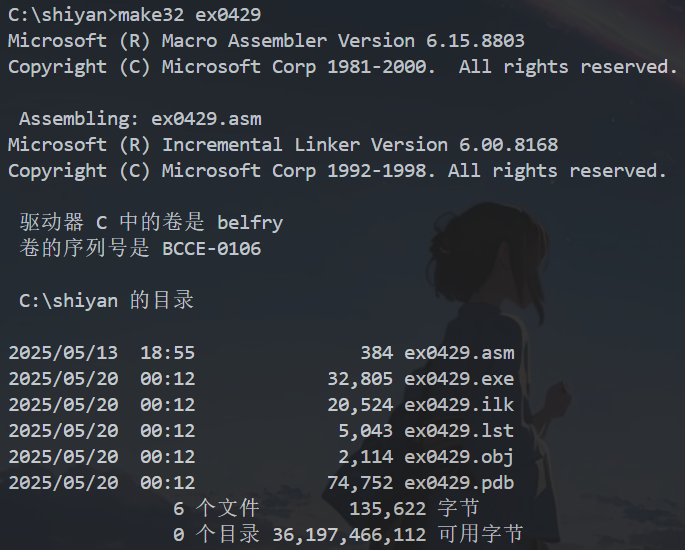 C:\shiyan>make32 ex0429
Microsoft (R) Macro Assembler Version 6.15.8803
Copyright (C) Microsoft Corp 1981-2000.  All rights reserved.
Assembling: ex0429.asm
Microsoft (R) Incremental Linker Version 6.00.8168
Copyright (C) Microsoft Corp 1992-1998. All rights reserved.
驱动器 C 中的卷是 belfry
卷的序列号是 BCCE-0106
C:\shiyan 的目录
2025/05/13  18:55               384 ex0429.asm
2025/05/20  00:12            32,805 ex0429.exe
2025/05/20  00:12            20,524 ex0429.ilk
2025/05/20  00:12             5,043 ex0429.lst
2025/05/20  00:12             2,114 ex0429.obj
2025/05/20  00:12            74,752 ex0429.pdb
6 个文件        135,622 字节
0 个目录 36,197,466,112 可用字节